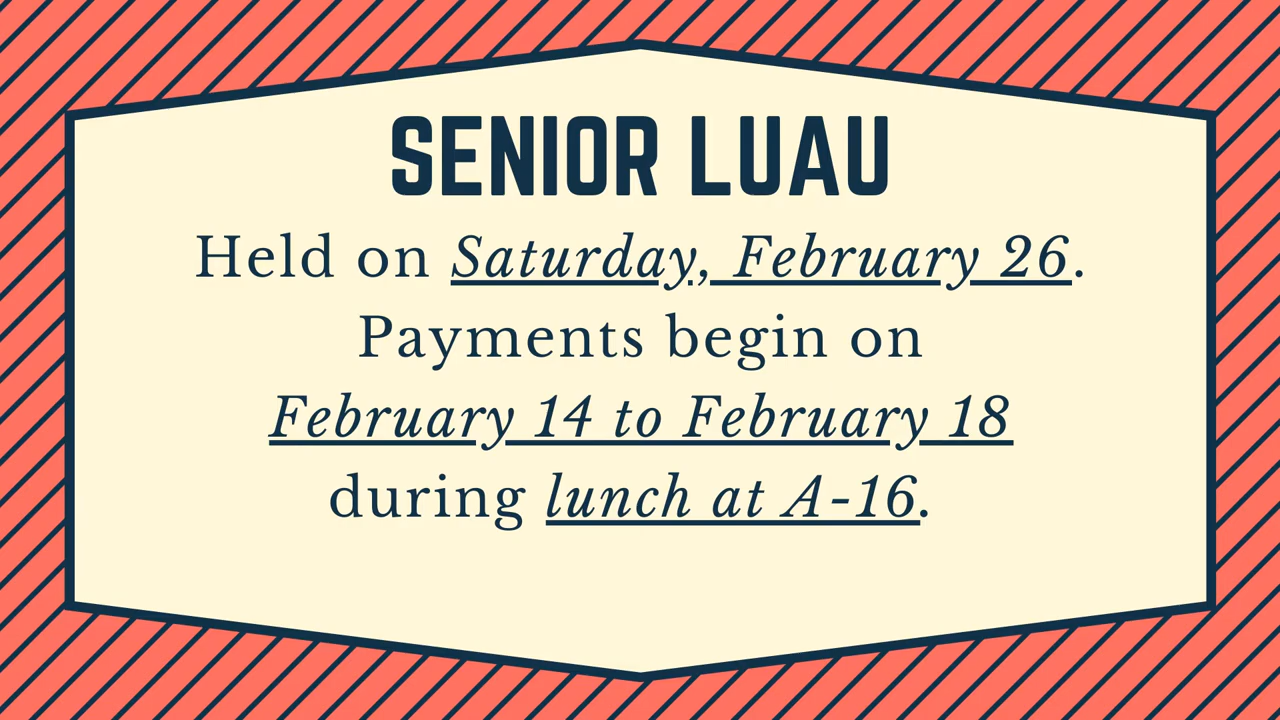 SENIOR LUAU
Held on Saturday, February 26.
Payments begin on
February 14 to February 18
during lunch at A-16.